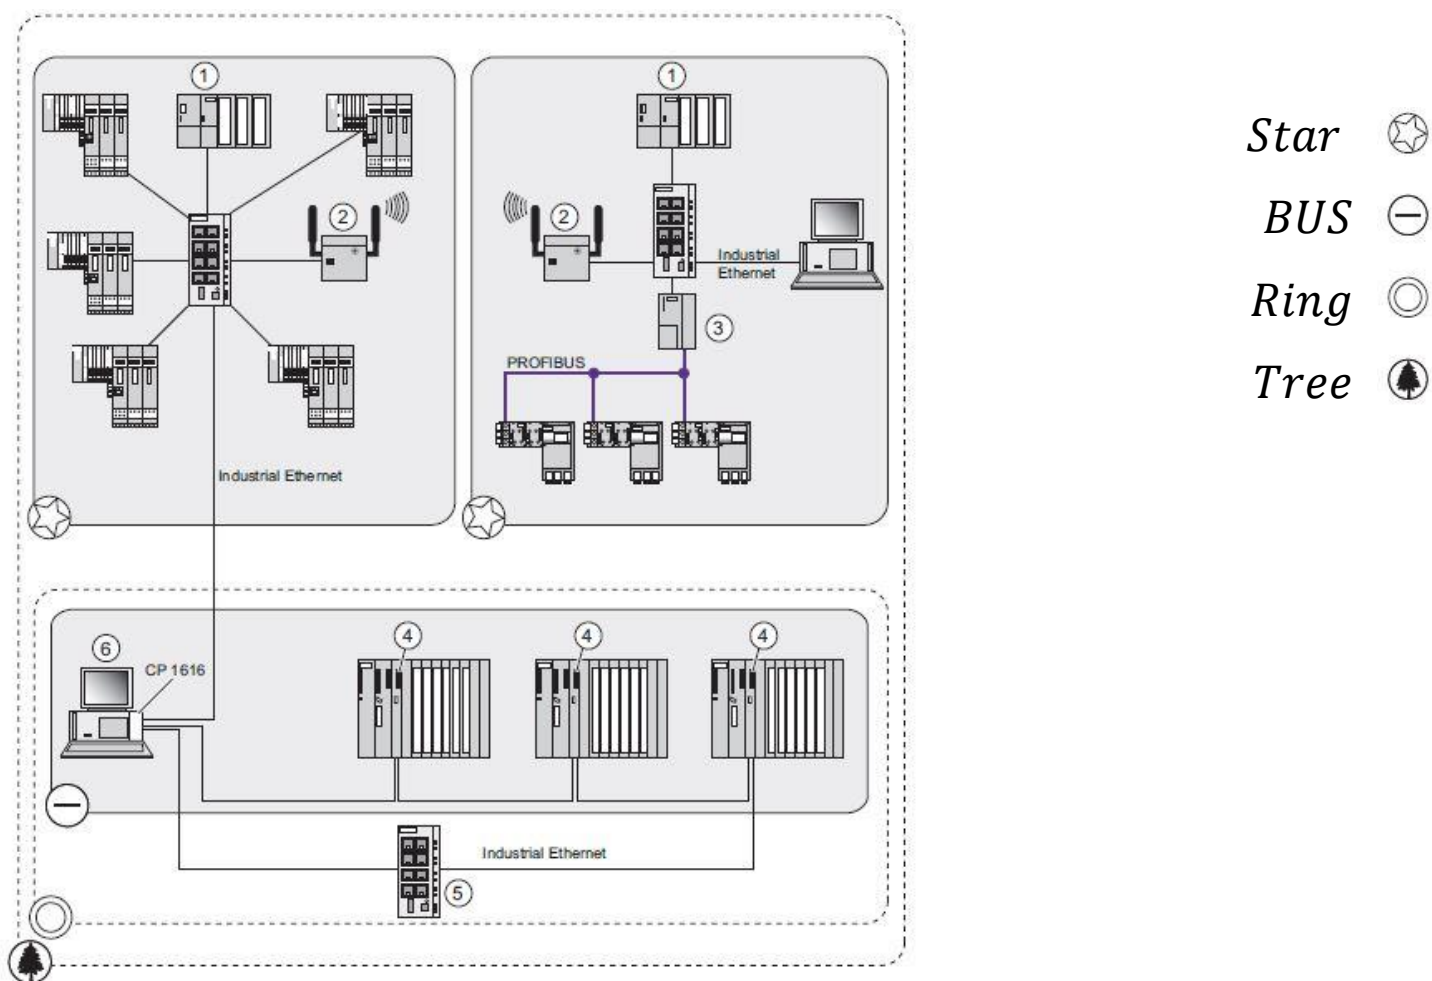 1
1
2
2
Industrial
Ethernet
3
PROFIBUS
Industrial Ethernet
6
CP 1616
4
4
4
Industrial Ethernet
5
Star
BUS
Ring
Tree